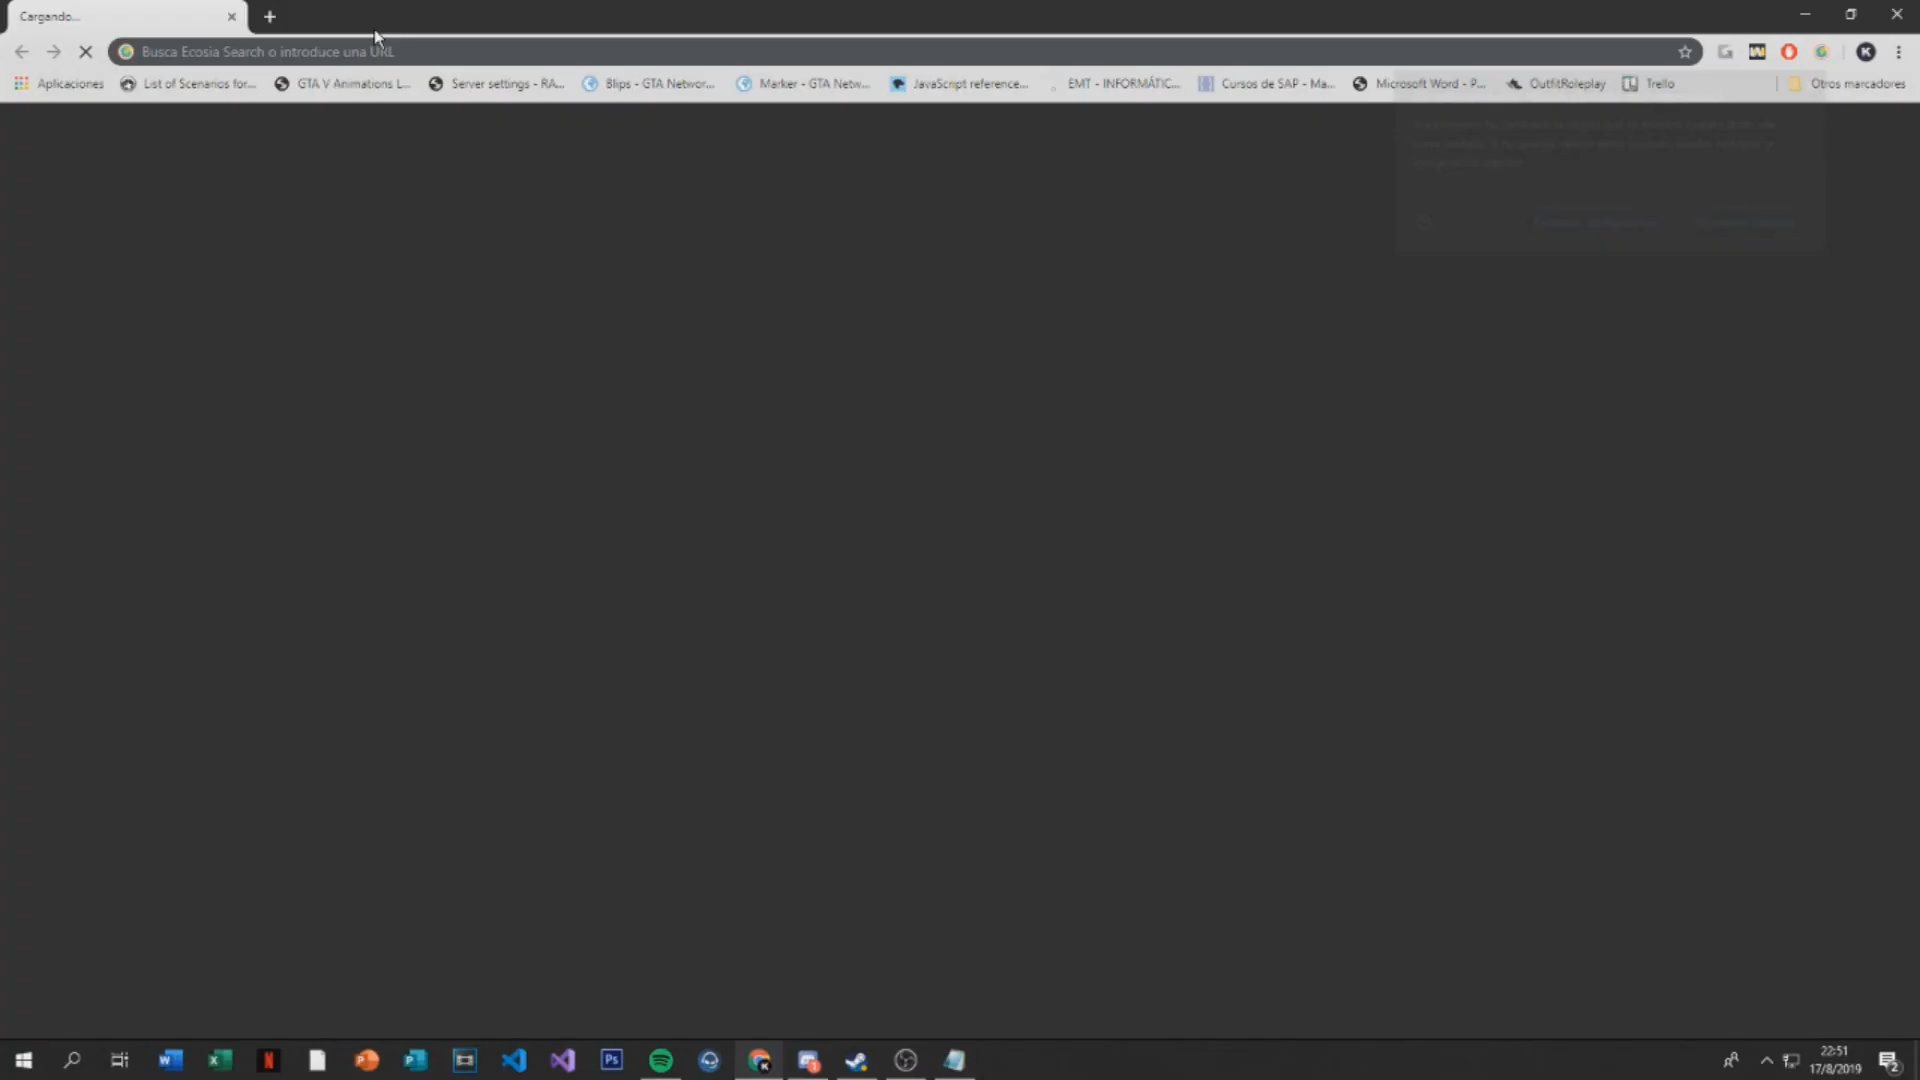 Cargando...
Busca Ecosia Search o introduce una URL
Aplicaciones List of Scenarios for... GTA V Animations L... Server settings - RA... Blips - GTA Networ... Marker - GTA Netw... JavaScript reference... EMT - INFORMÁTIC... Cursos de SAP - Ma... Microsoft Word - P... OutfitRoleplay Trello Otros marcadores
22:51
17/8/2019